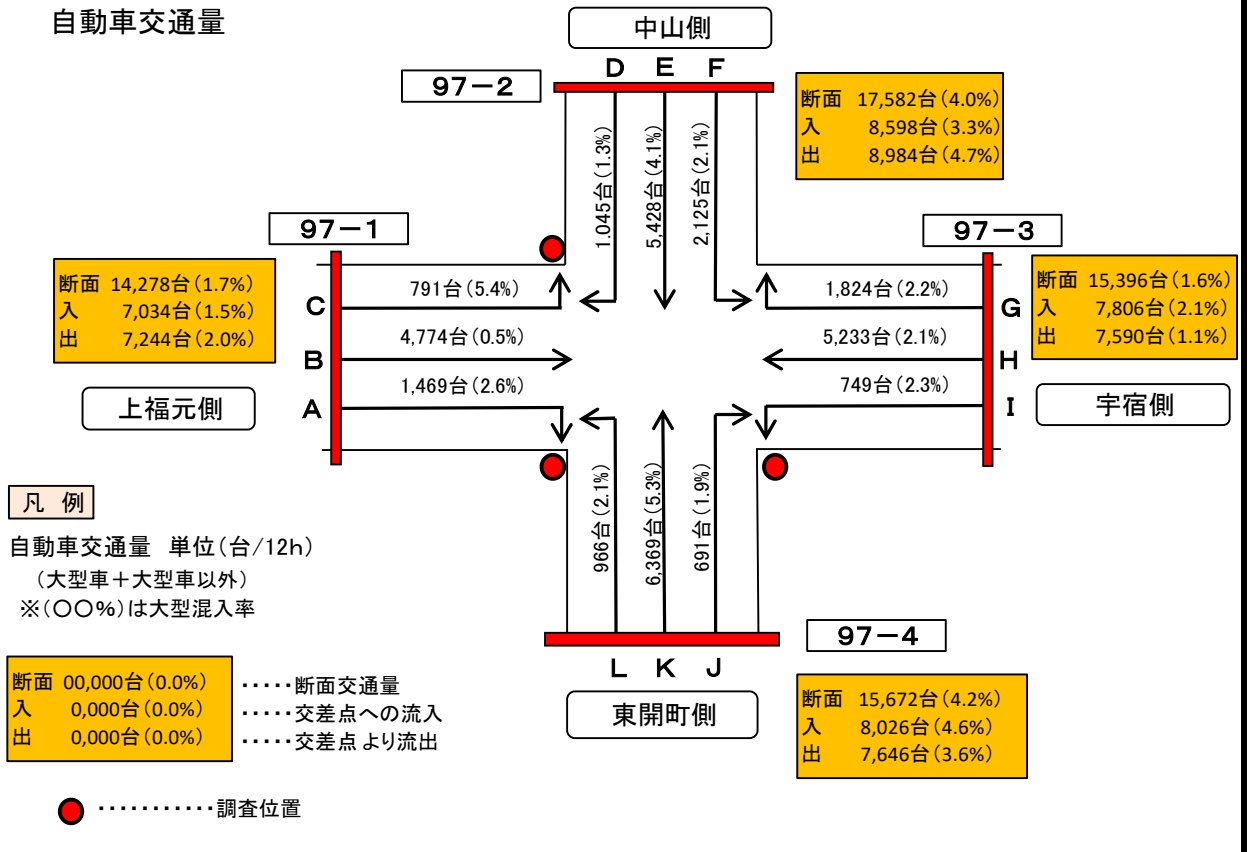 自動車交通量
中山側
97-2
D E F
断面 17,582台(4.0%)
入 8,598台(3.3%)
出 8,984台(4.7%)
1.045台(1.3%)
5,428台(4.1%)
2,125台(2.1%)
97-1
97-3
断面 14,278台(1.7%)
入 7,034台(1.5%)
出 7,244台(2.0%)
断面 15,396台(1.6%)
入 7,806台(2.1%)
出 7,590台(1.1%)
C
791台(5.4%)
1,824台(2.2%)
G
B
4,774台(0.5%)
5,233台(2.1%)
H
A
1,469台(2.6%)
749台(2.3%)
I
上福元側
宇宿側
966台(2.1%)
6,369台(5.3%)
691台(1.9%)
凡 例
自動車交通量 単位(台/12h)
(大型車+大型車以外)
※(〇〇%)は大型混入率
97-4
L K J
東開町側
断面 15,672台(4.2%)
入 8,026台(4.6%)
出 7,646台(3.6%)
断面 00,000台(0.0%) ・・・・・断面交通量
入 0,000台(0.0%) ・・・・・交差点への流入
出 0,000台(0.0%) ・・・・・交差点より流出
・・・・・・・・・・・調査位置